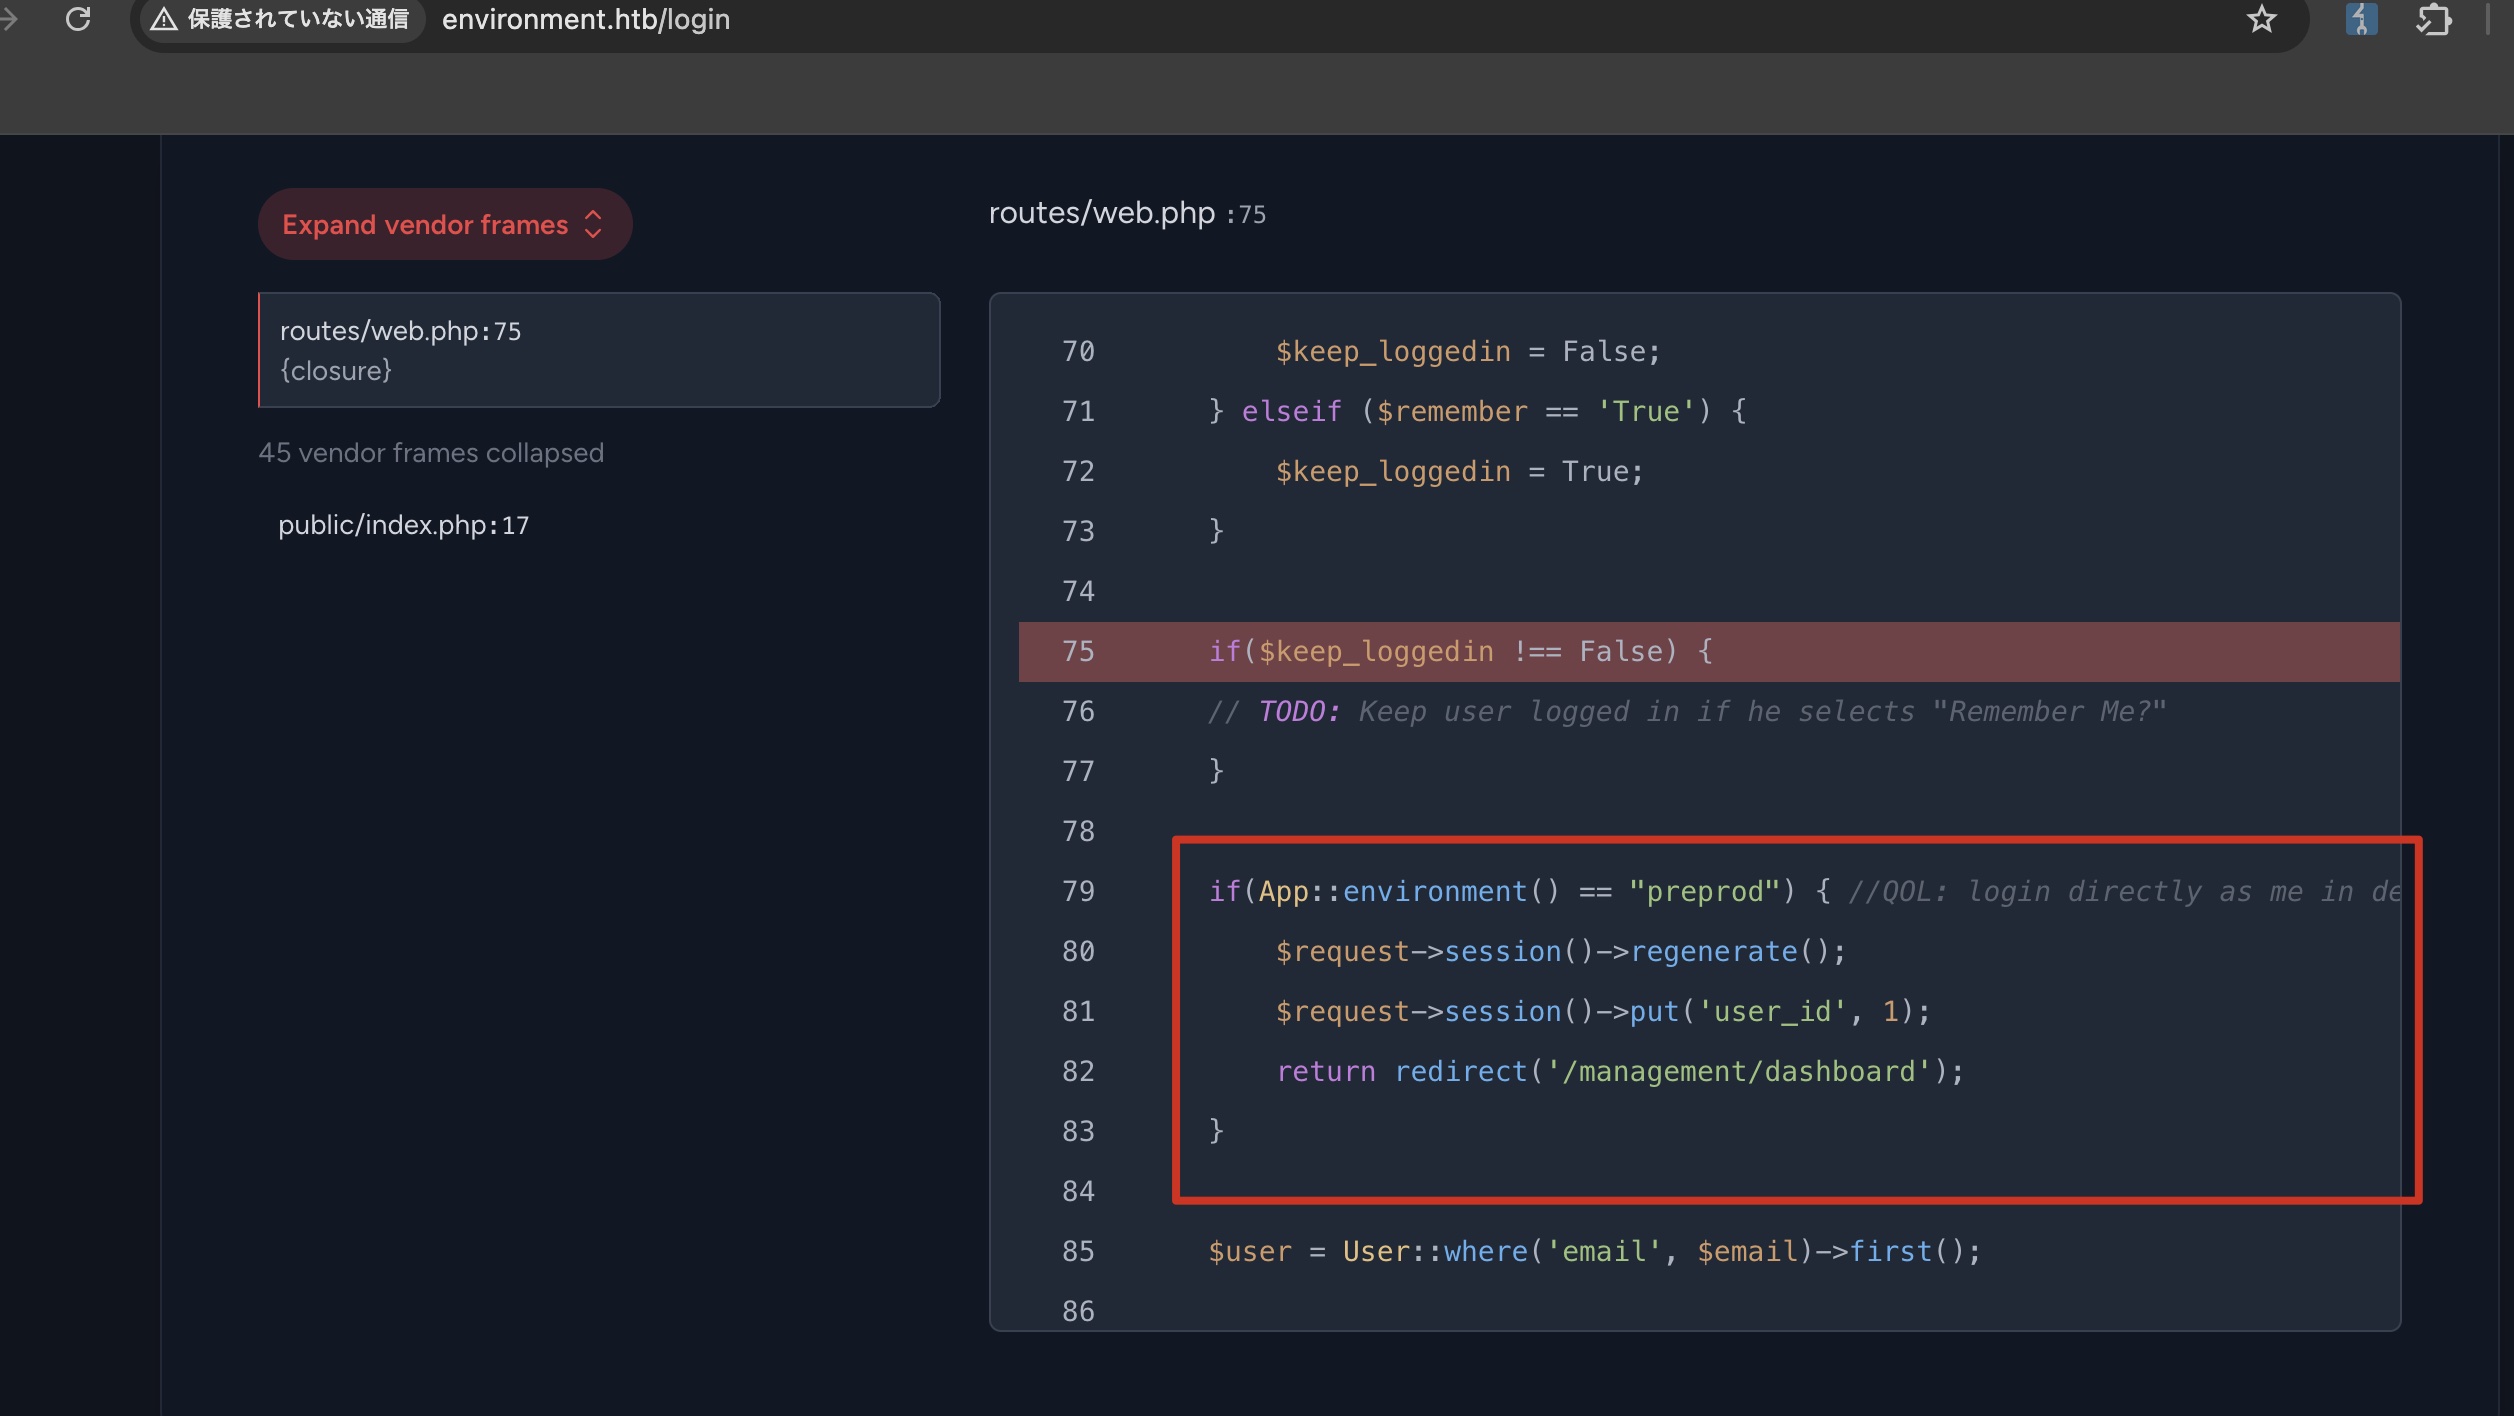 保護されていない通信 environment.htb/login
Expand vendor frames
routes/web.php:75
{closure}
45 vendor frames collapsed
public/index.php:17
routes/web.php :75
70 $keep_loggedin = False;
71 } elseif ($remember == 'True') {
72 $keep_loggedin = True;
73 }
74
75 if($keep_loggedin !== False) {
76 // TODO: Keep user logged in if he selects "Remember Me?"
77 }
78
79 if(App::environment() == "preprod") { //QOL: login directly as me in de
80 $request->session()->regenerate();
81 $request->session()->put('user_id', 1);
82 return redirect('/management/dashboard');
83 }
84
85 $user = User::where('email', $email)->first();
86